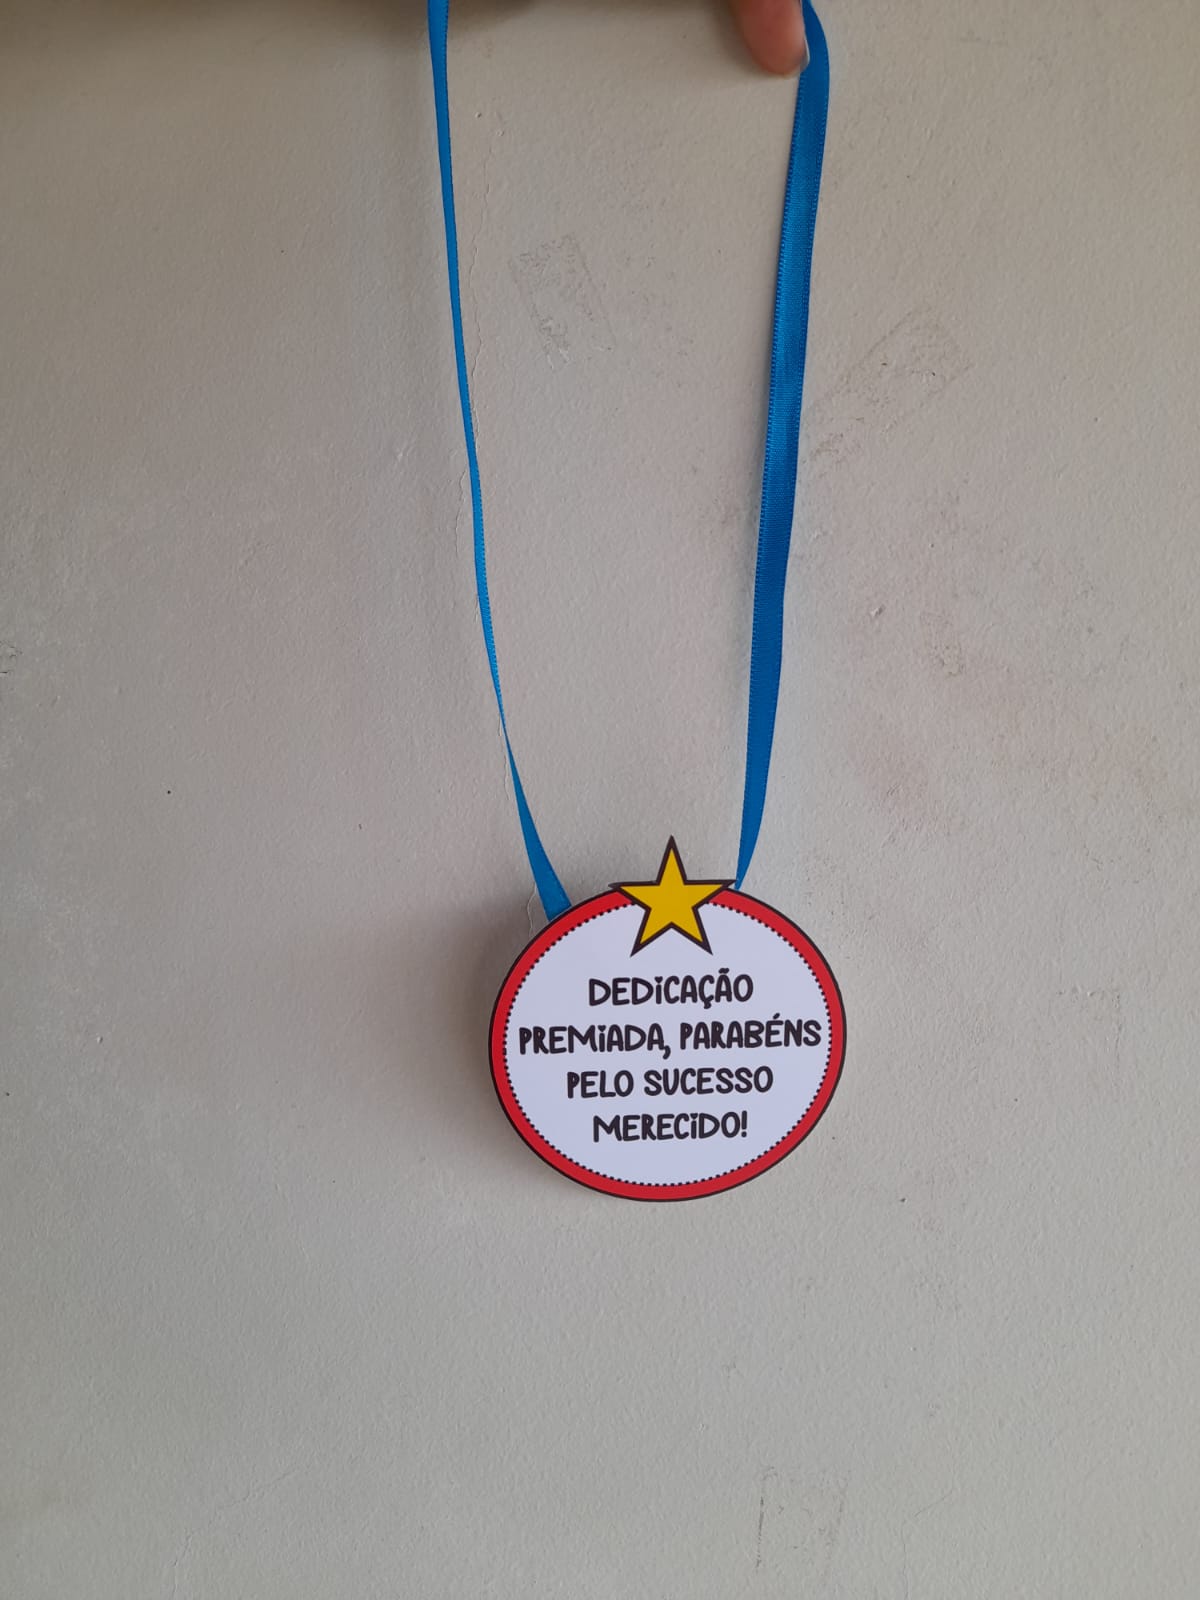 DEDICAÇÃO
PREMIADA, PARABÉNS
PELO SUCESSO
MERECIDO!